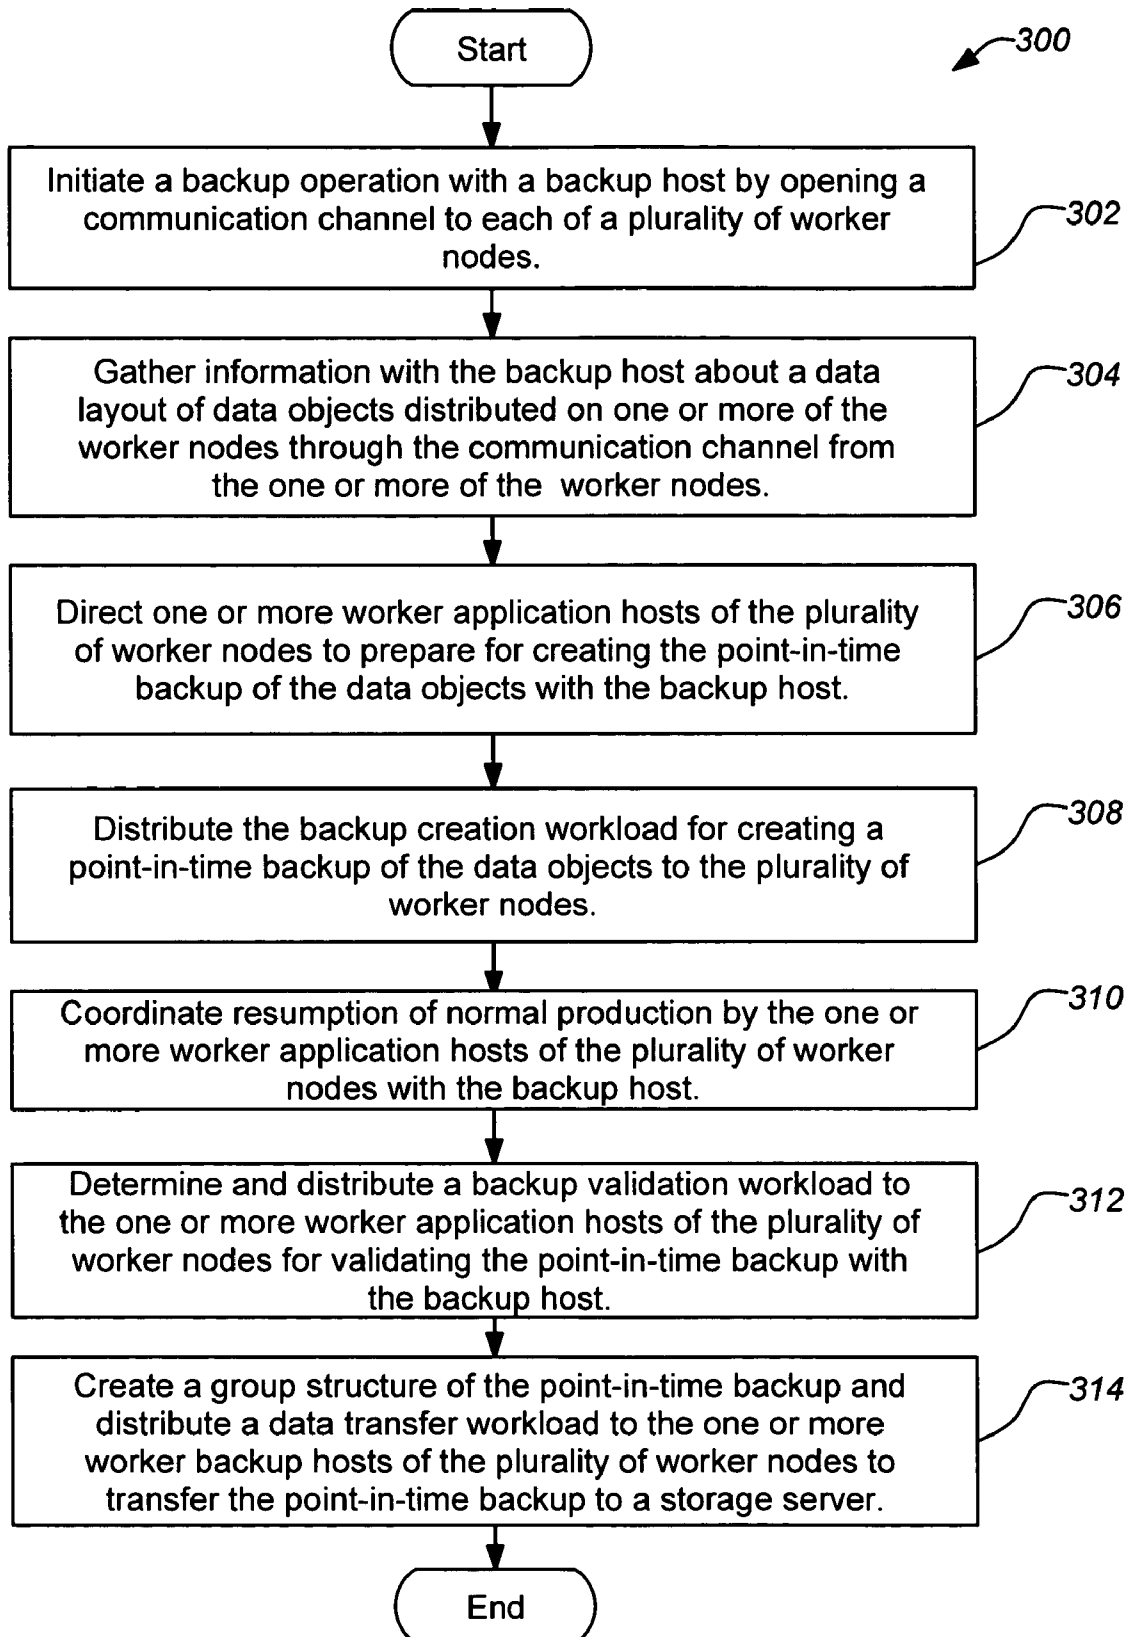 Start
300
Initiate a backup operation with a backup host by opening a
communication channel to each of a plurality of worker
nodes.
302
Gather information with the backup host about a data
layout of data objects distributed on one or more of the
worker nodes through the communication channel from
the one or more of the worker nodes.
304
Direct one or more worker application hosts of the plurality
of worker nodes to prepare for creating the point-in-time
backup of the data objects with the backup host.
306
Distribute the backup creation workload for creating a
point-in-time backup of the data objects to the plurality of
worker nodes.
308
Coordinate resumption of normal production by the one or
more worker application hosts of the plurality of worker
nodes with the backup host.
310
Determine and distribute a backup validation workload to
the one or more worker application hosts of the plurality of
worker nodes for validating the point-in-time backup with
the backup host.
312
Create a group structure of the point-in-time backup and
distribute a data transfer workload to the one or more
worker backup hosts of the plurality of worker nodes to
transfer the point-in-time backup to a storage server.
314
End